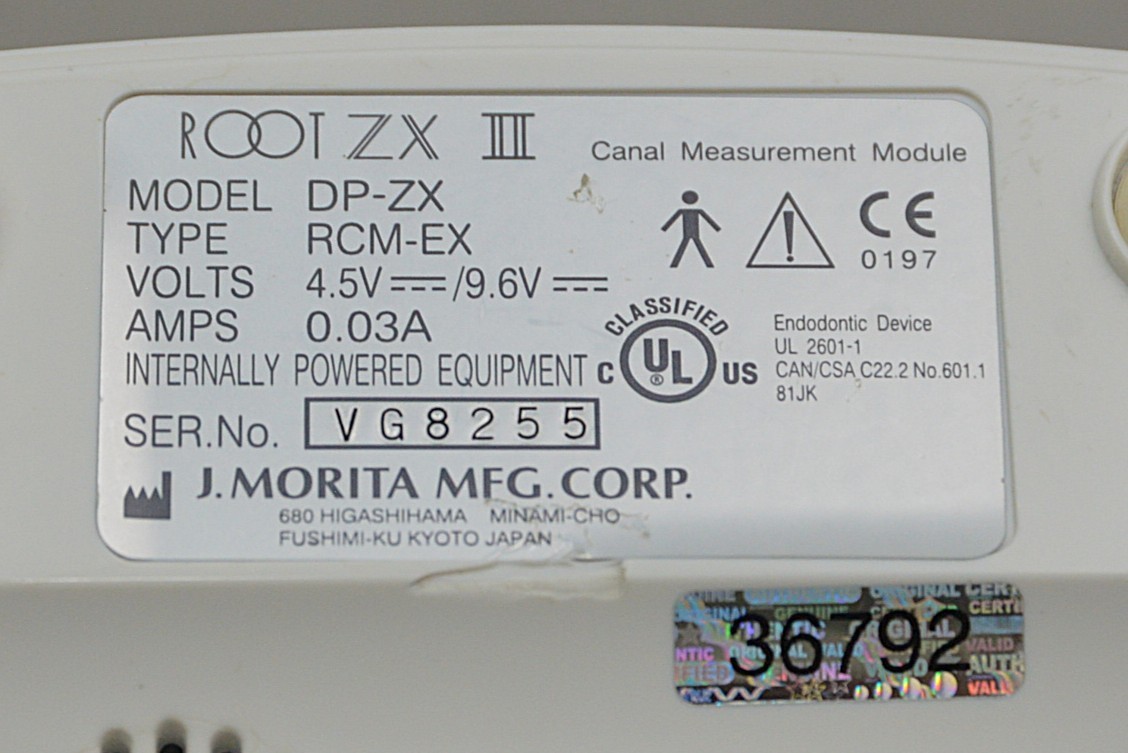 ROOT ZX III
Canal Measurement Module
MODEL DP-ZX
TYPE RCM-EX
VOLTS 4.5V⎓/9.6V⎓
AMPS 0.03A
INTERNALLY POWERED EQUIPMENT
SER.No. VG8255
J. MORITA MFG. CORP.
680 HIGASHIHAMA MINAMI-CHO
FUSHIMI-KU KYOTO JAPAN
CE
0197
CLASSIFIED
C UL® US
Endodontic Device
UL 2601-1
CAN/CSA C22.2 No.601.1
81JK
36792